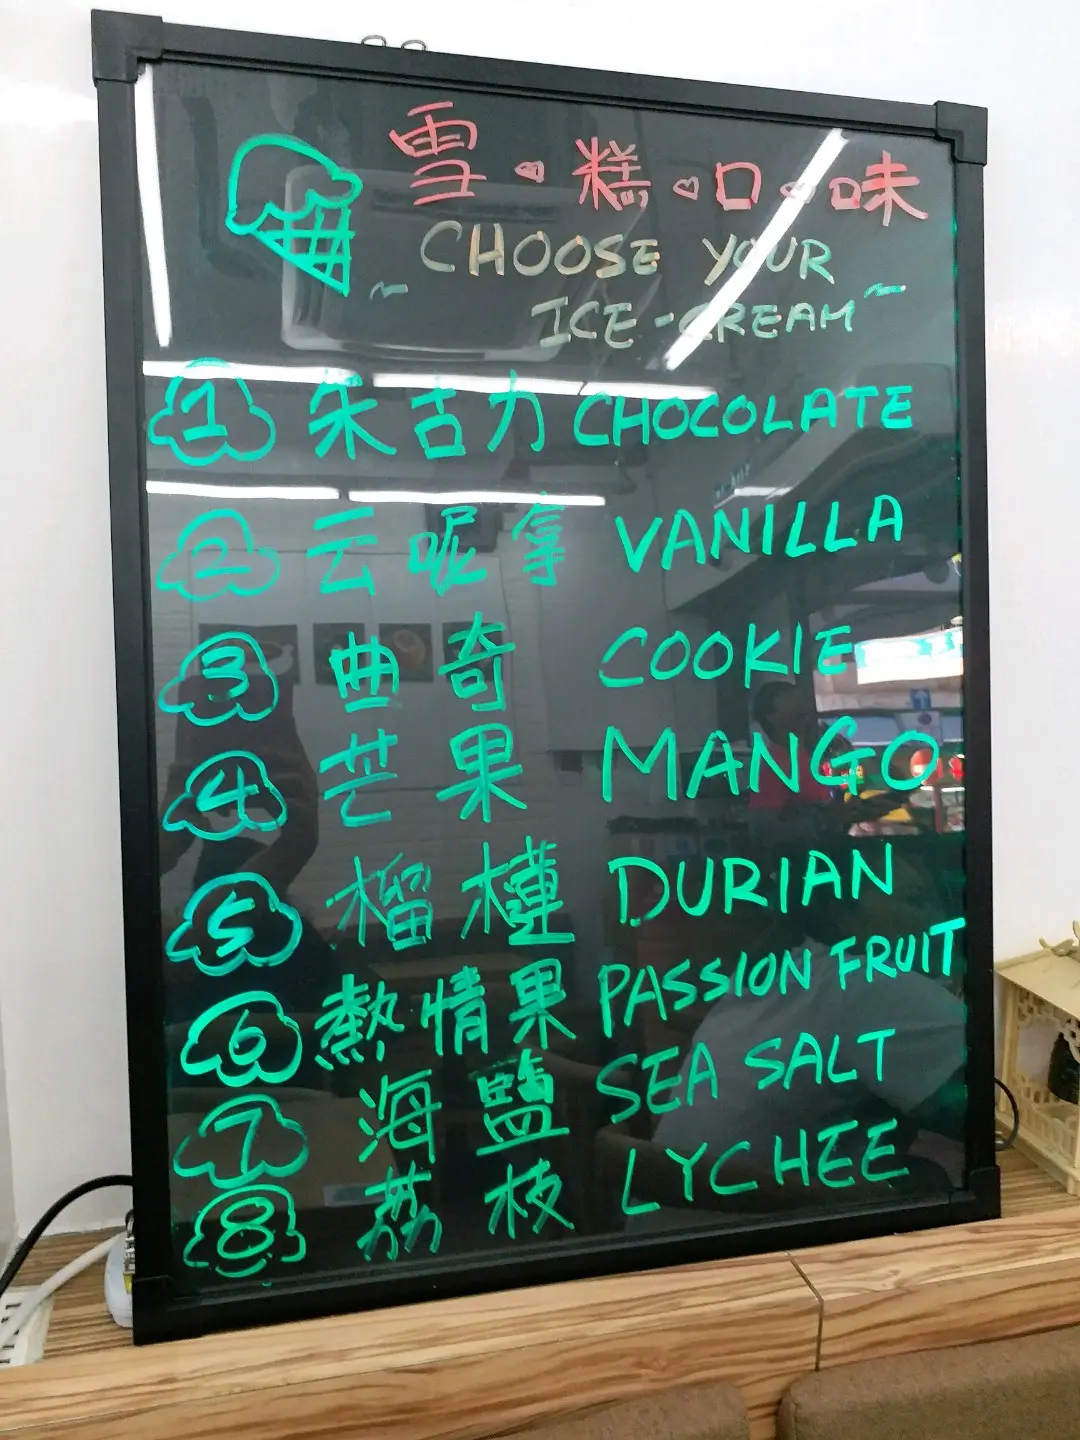 雪·糕·口·味
CHOOSE YOUR
~ ICE-CREAM ~
1 朱古力 CHOCOLATE
2 云呢拿 VANILLA
3 曲奇 COOKIE
4 芒果 MANGO
5 榴槤 DURIAN
6 熱情果 PASSION FRUIT
7 海鹽 SEA SALT
8 荔枝 LYCHEE